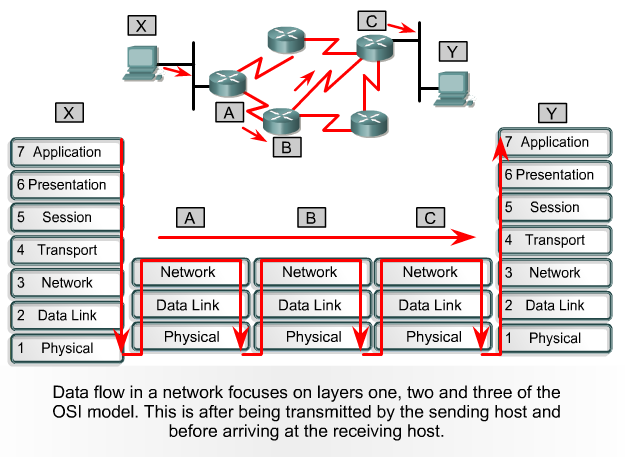 X
C
Y
A
B
X
Y
7 Application
6 Presentation
5 Session
4 Transport
3 Network
2 Data Link
1 Physical
A
B
C
Network
Data Link
Physical
Network
Data Link
Physical
Network
Data Link
Physical
7 Application
6 Presentation
5 Session
4 Transport
3 Network
2 Data Link
1 Physical
Data flow in a network focuses on layers one, two and three of the
OSI model. This is after being transmitted by the sending host and
before arriving at the receiving host.